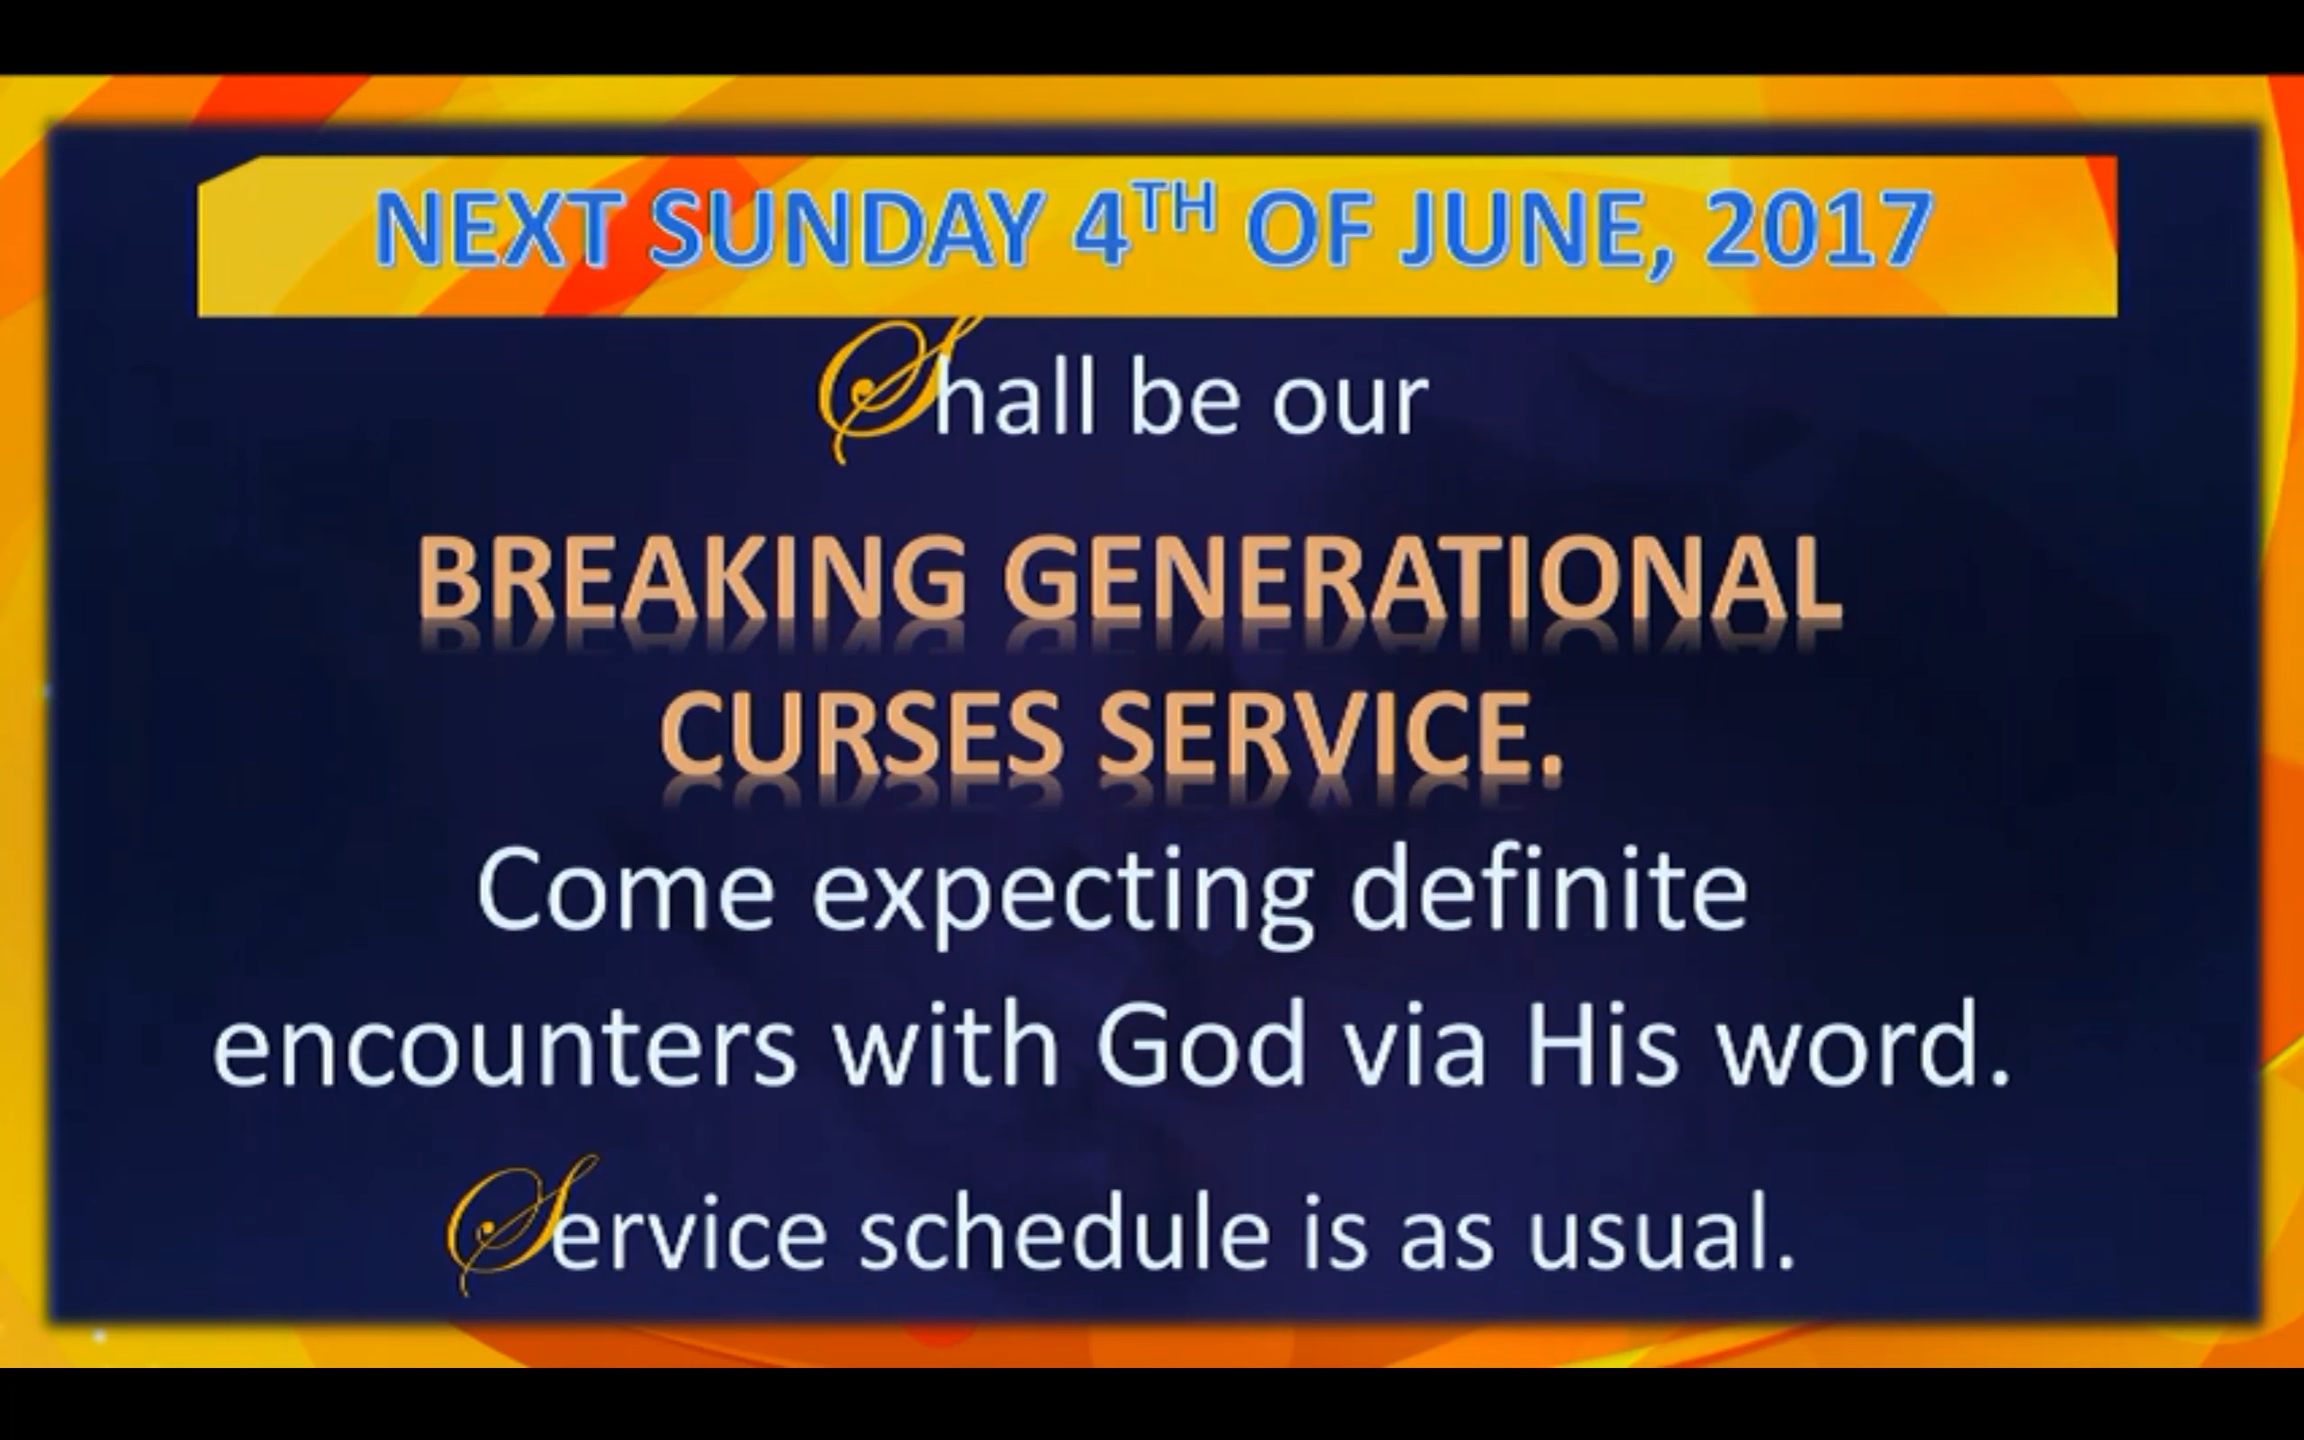 NEXT SUNDAY 4TH OF JUNE, 2017
Shall be our
BREAKING GENERATIONAL
CURSES SERVICE.
Come expecting definite
encounters with God via His word.
Service schedule is as usual.